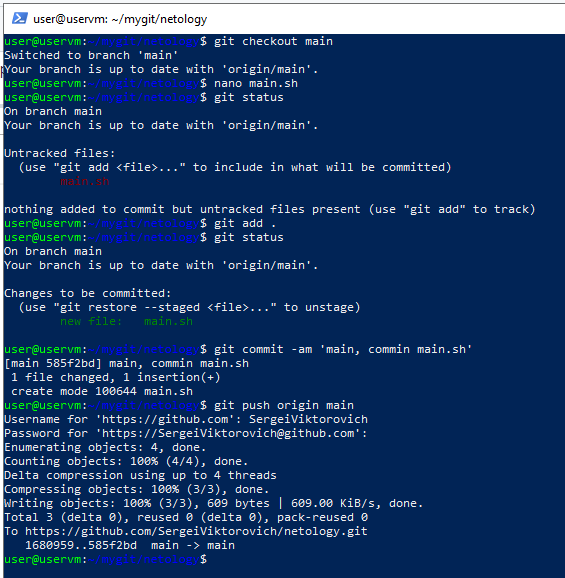 user@uservm: ~/mygit/netology
user@uservm:~/mygit/netology$ git checkout main
Switched to branch 'main'
Your branch is up to date with 'origin/main'.
user@uservm:~/mygit/netology$ nano main.sh
user@uservm:~/mygit/netology$ git status
On branch main
Your branch is up to date with 'origin/main'.
Untracked files:
  (use "git add <file>..." to include in what will be committed)
        main.sh
nothing added to commit but untracked files present (use "git add" to track)
user@uservm:~/mygit/netology$ git add .
user@uservm:~/mygit/netology$ git status
On branch main
Your branch is up to date with 'origin/main'.
Changes to be committed:
  (use "git restore --staged <file>..." to unstage)
        new file:   main.sh
user@uservm:~/mygit/netology$ git commit -am 'main, commin main.sh'
[main 585f2bd] main, commin main.sh
 1 file changed, 1 insertion(+)
 create mode 100644 main.sh
user@uservm:~/mygit/netology$ git push origin main
Username for 'https://github.com': SergeiViktorovich
Password for 'https://SergeiViktorovich@github.com':
Enumerating objects: 4, done.
Counting objects: 100% (4/4), done.
Delta compression using up to 4 threads
Compressing objects: 100% (3/3), done.
Writing objects: 100% (3/3), 609 bytes | 609.00 KiB/s, done.
Total 3 (delta 0), reused 0 (delta 0), pack-reused 0
To https://github.com/SergeiViktorovich/netology.git
   1680959..585f2bd  main -> main
user@uservm:~/mygit/netology$